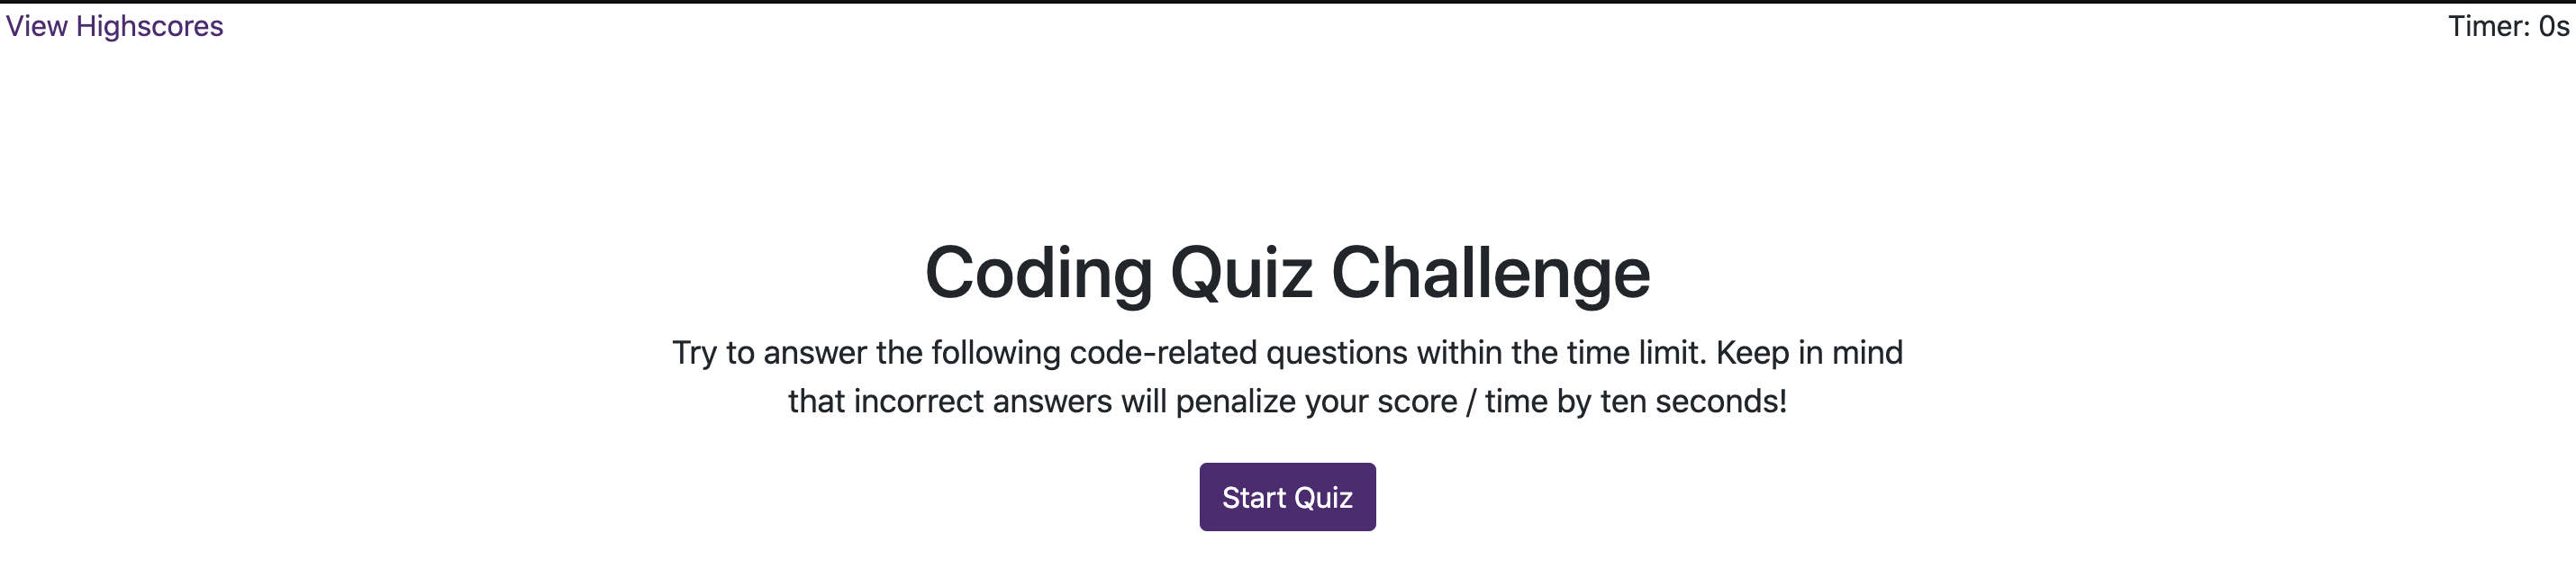 View Highscores
Timer: 0s
Coding Quiz Challenge
Try to answer the following code-related questions within the time limit. Keep in mind
that incorrect answers will penalize your score / time by ten seconds!
Start Quiz